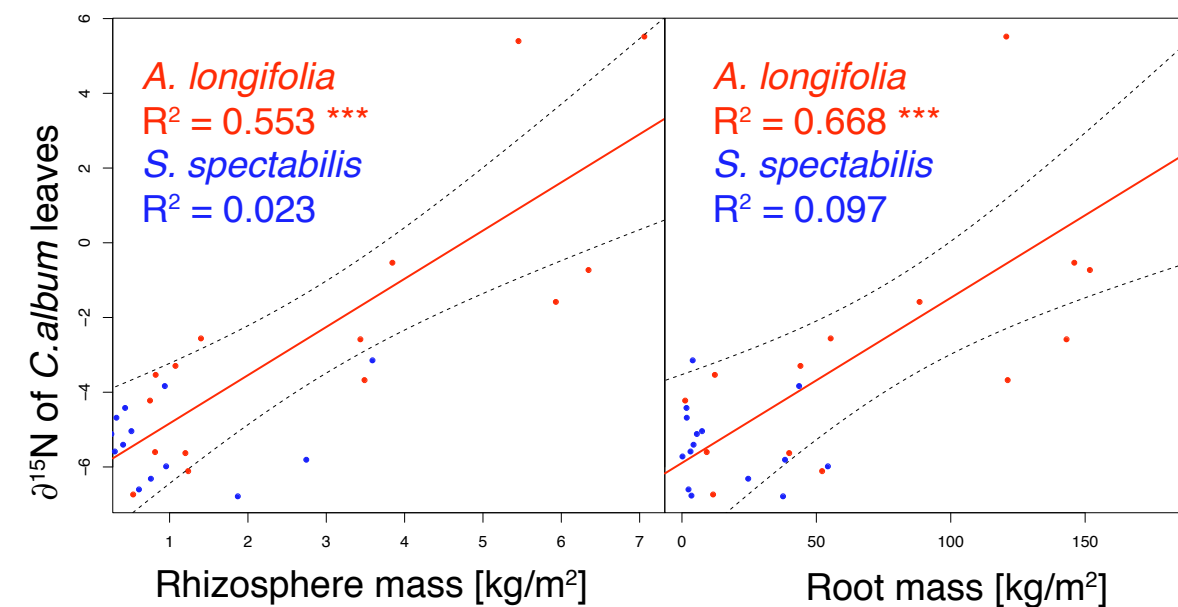 ∂¹⁵N of C.album leaves
6
4
2
0
−2
−4
−6
A. longifolia
R² = 0.553 ***
S. spectabilis
R² = 0.023
1 2 3 4 5 6 7
Rhizosphere mass [kg/m²]
A. longifolia
R² = 0.668 ***
S. spectabilis
R² = 0.097
0 50 100 150
Root mass [kg/m²]